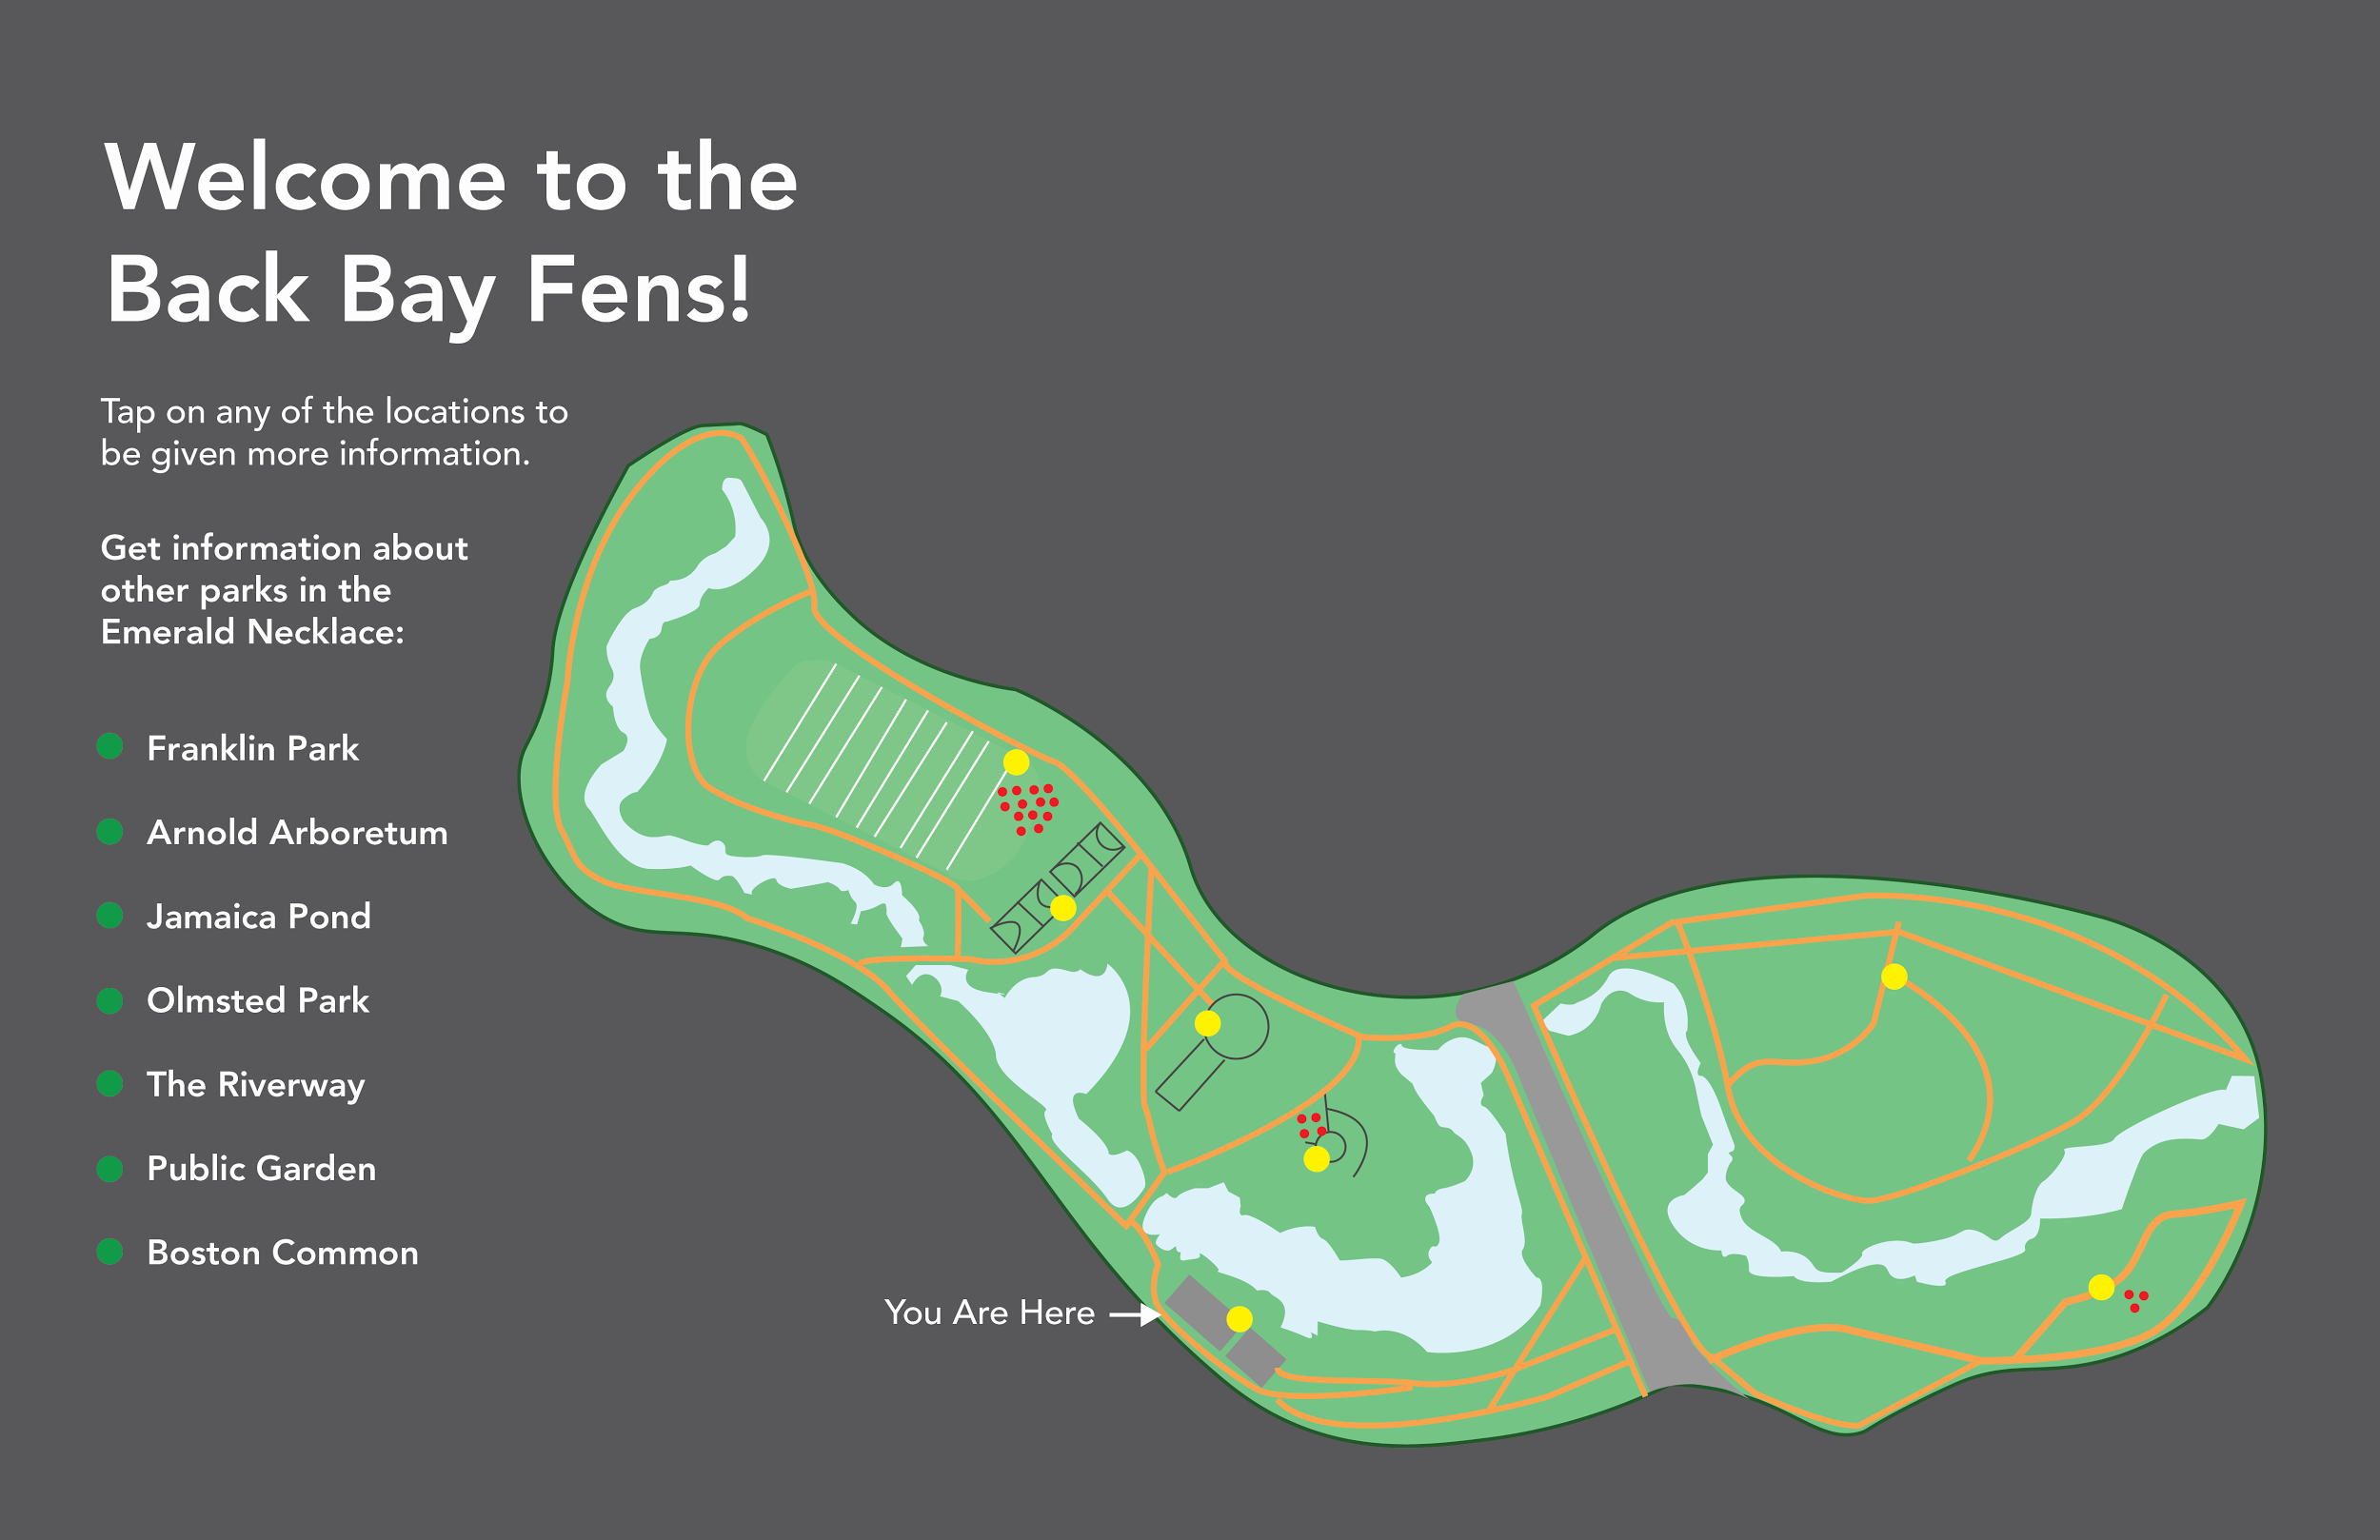 Welcome to the
Back Bay Fens!
Tap on any of the locations to
be given more information.
Get information about
other parks in the
Emerald Necklace:
Franklin Park
Arnold Arboretum
Jamaica Pond
Olmsted Park
The Riverway
Public Garden
Boston Common
You Are Here